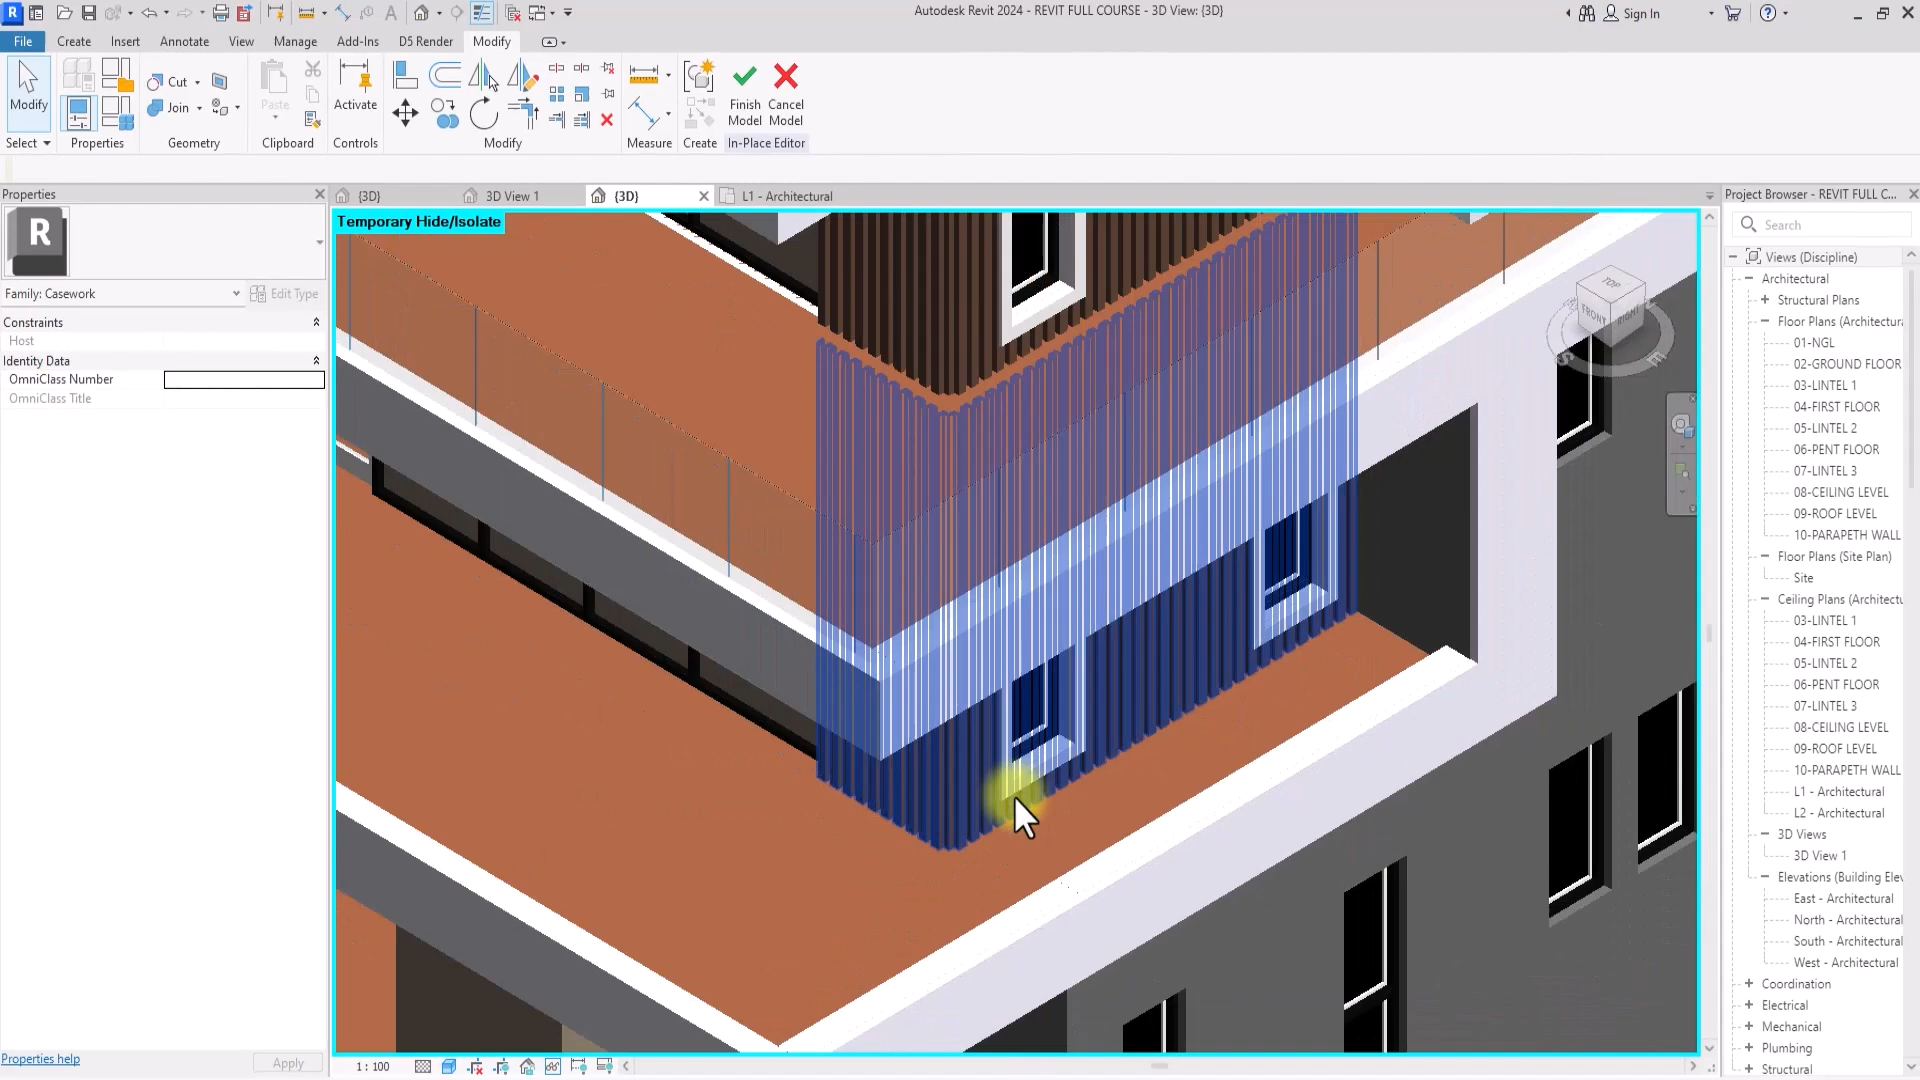 Autodesk Revit 2024 - REVIT FULL COURSE - 3D View: {3D}
Sign In
File
Create
Insert
Architect
Annotate
View
Manage
Add-Ins
D5 Render
Modify
Modify
Cut
Join
Paste
Activate
Finish Model
Cancel Model
Select
Properties
Geometry
Clipboard
Controls
Modify
Measure
Create
In-Place Editor
Properties
{3D}
3D View 1
{3D}
L1 - Architectural
Project Browser - REVIT FULL C...
R
Family: Casework
Edit Type
Constraints
Host
Identity Data
OmniClass Number
OmniClass Title
Properties help
Apply
Temporary Hide/Isolate
TOP
FRONT
RIGHT
S
E
1 : 100
Search
Views (Discipline)
Architectural
Structural Plans
Floor Plans (Architectura
01-NGL
02-GROUND FLOOR
03-LINTEL 1
04-FIRST FLOOR
05-LINTEL 2
06-PENT FLOOR
07-LINTEL 3
08-CEILING LEVEL
09-ROOF LEVEL
10-PARAPETH WALL
Floor Plans (Site Plan)
Site
Ceiling Plans (Architectu
03-LINTEL 1
04-FIRST FLOOR
05-LINTEL 2
06-PENT FLOOR
07-LINTEL 3
08-CEILING LEVEL
09-ROOF LEVEL
10-PARAPETH WALL
L1 - Architectural
L2 - Architectural
3D Views
3D View 1
Elevations (Building Elev
East - Architectural
North - Architectural
South - Architectural
West - Architectural
Coordination
Electrical
Mechanical
Plumbing
Structural